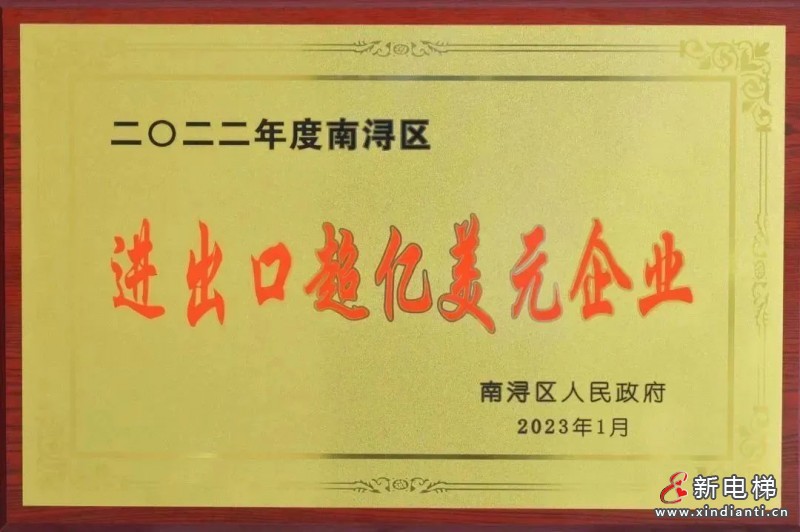 二〇二二年度南浔区
进出口超亿美元企业
南浔区人民政府
2023年1月
新电梯
www.xindianti.cn